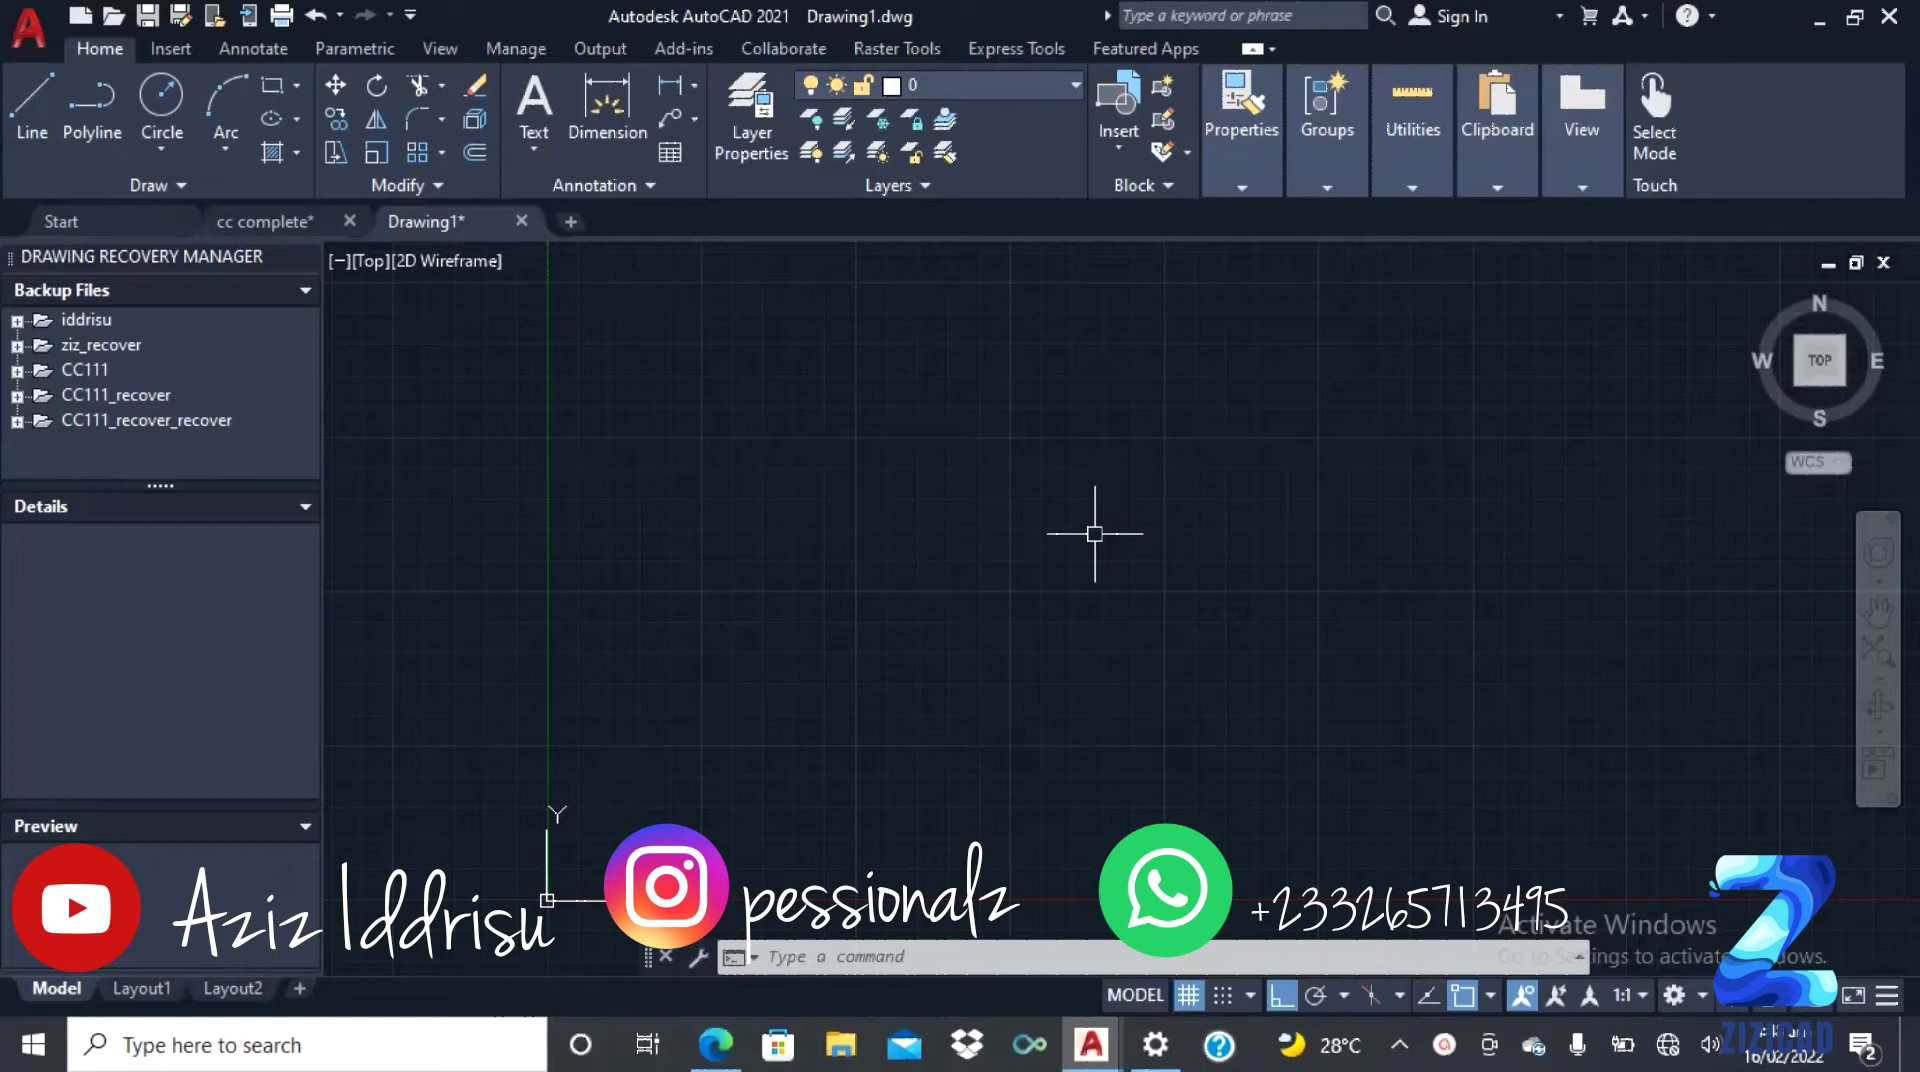 Autodesk AutoCAD 2021 Drawing1.dwg
Type a keyword or phrase
Sign In
Home Insert Annotate Parametric View Manage Output Add-ins Collaborate Raster Tools Express Tools Featured Apps
Line Polyline Circle Arc
Draw
Modify
Text Dimension
Annotation
Layer Properties
0
Layers
Insert
Block
Properties
Groups
Utilities
Clipboard
View
Select Mode
Touch
Start cc complete* Drawing1*
DRAWING RECOVERY MANAGER
Backup Files
iddrisu
ziz_recover
CC111
CC111_recover
CC111_recover_recover
Details
Preview
[−][Top][2D Wireframe]
N
W TOP E
S
WCS
Y
Aziz Iddrisu
pessionalz
+233265713495
Activate Windows
Type a command
Model Layout1 Layout2
MODEL
1:1
ZIZICAD
Type here to search
28°C
16/02/2022
2